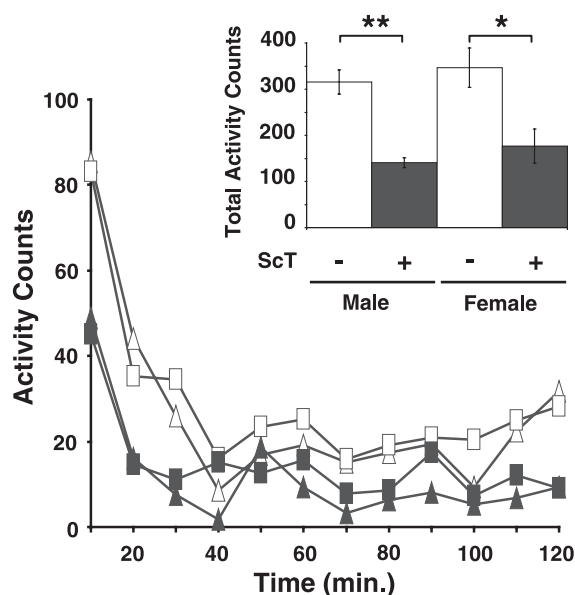 ** *
400
300
200
100
0
Total Activity Counts
ScT - + - +
Male Female
100
80
60
40
20
0
Activity Counts
20 40 60 80 100 120
Time (min.)